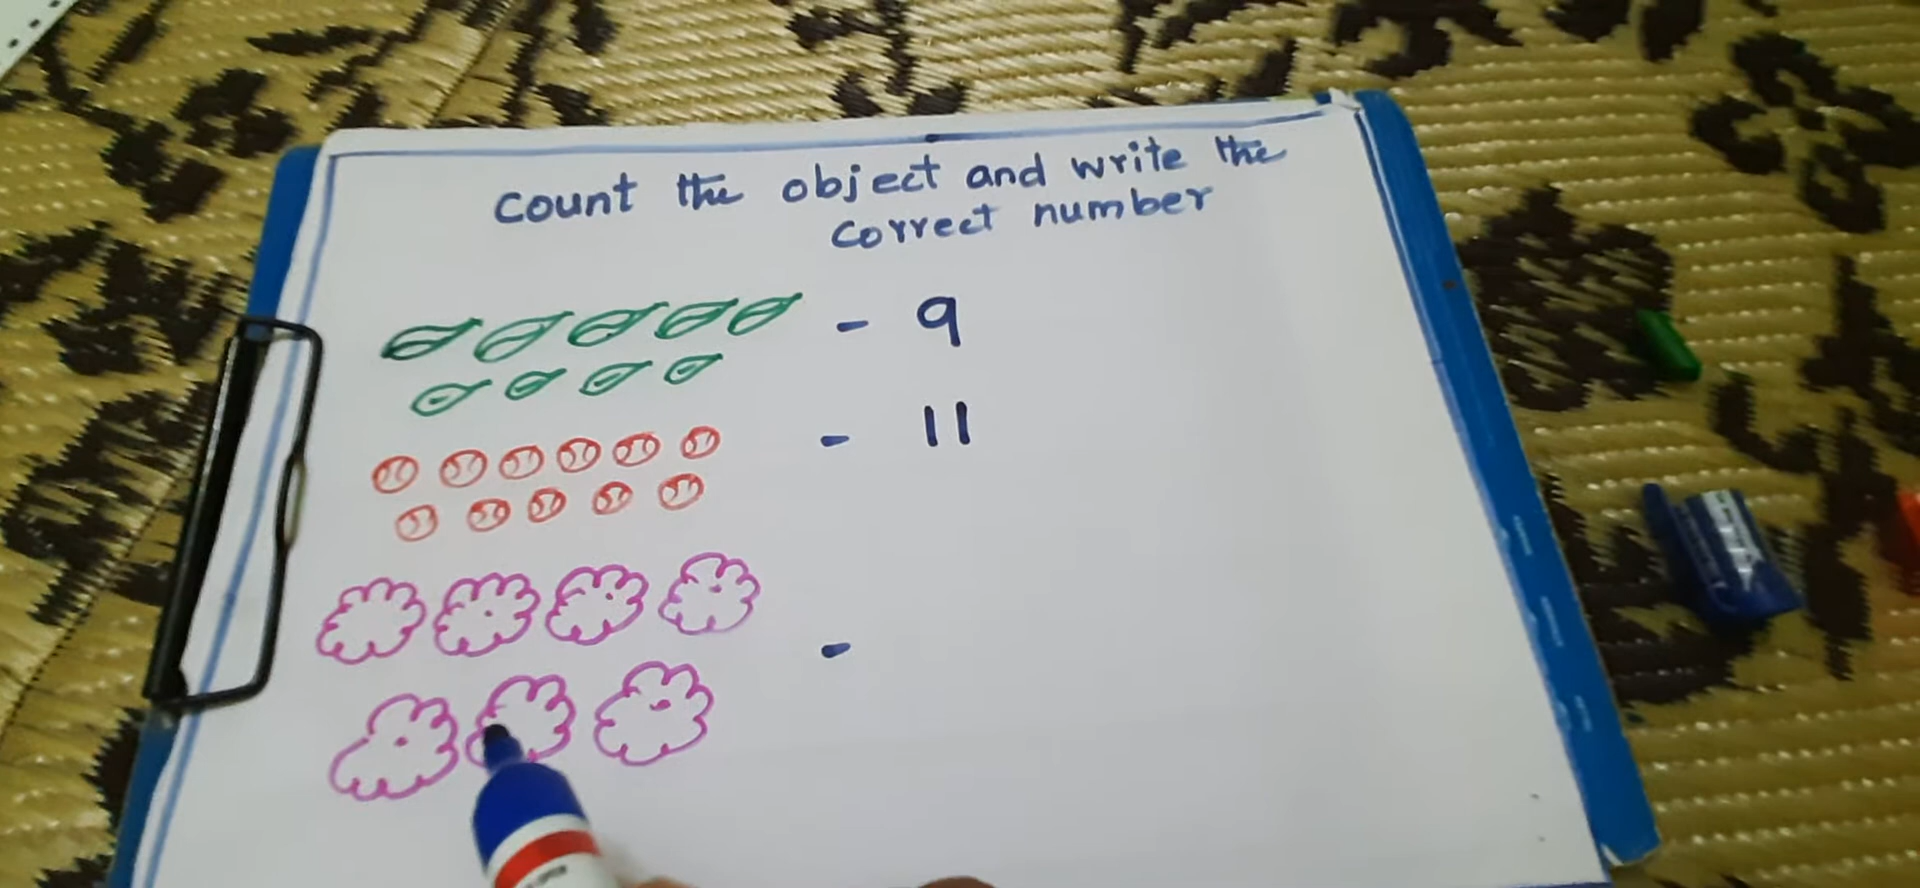 count the object and write the
correct number
- 9
- 11
-